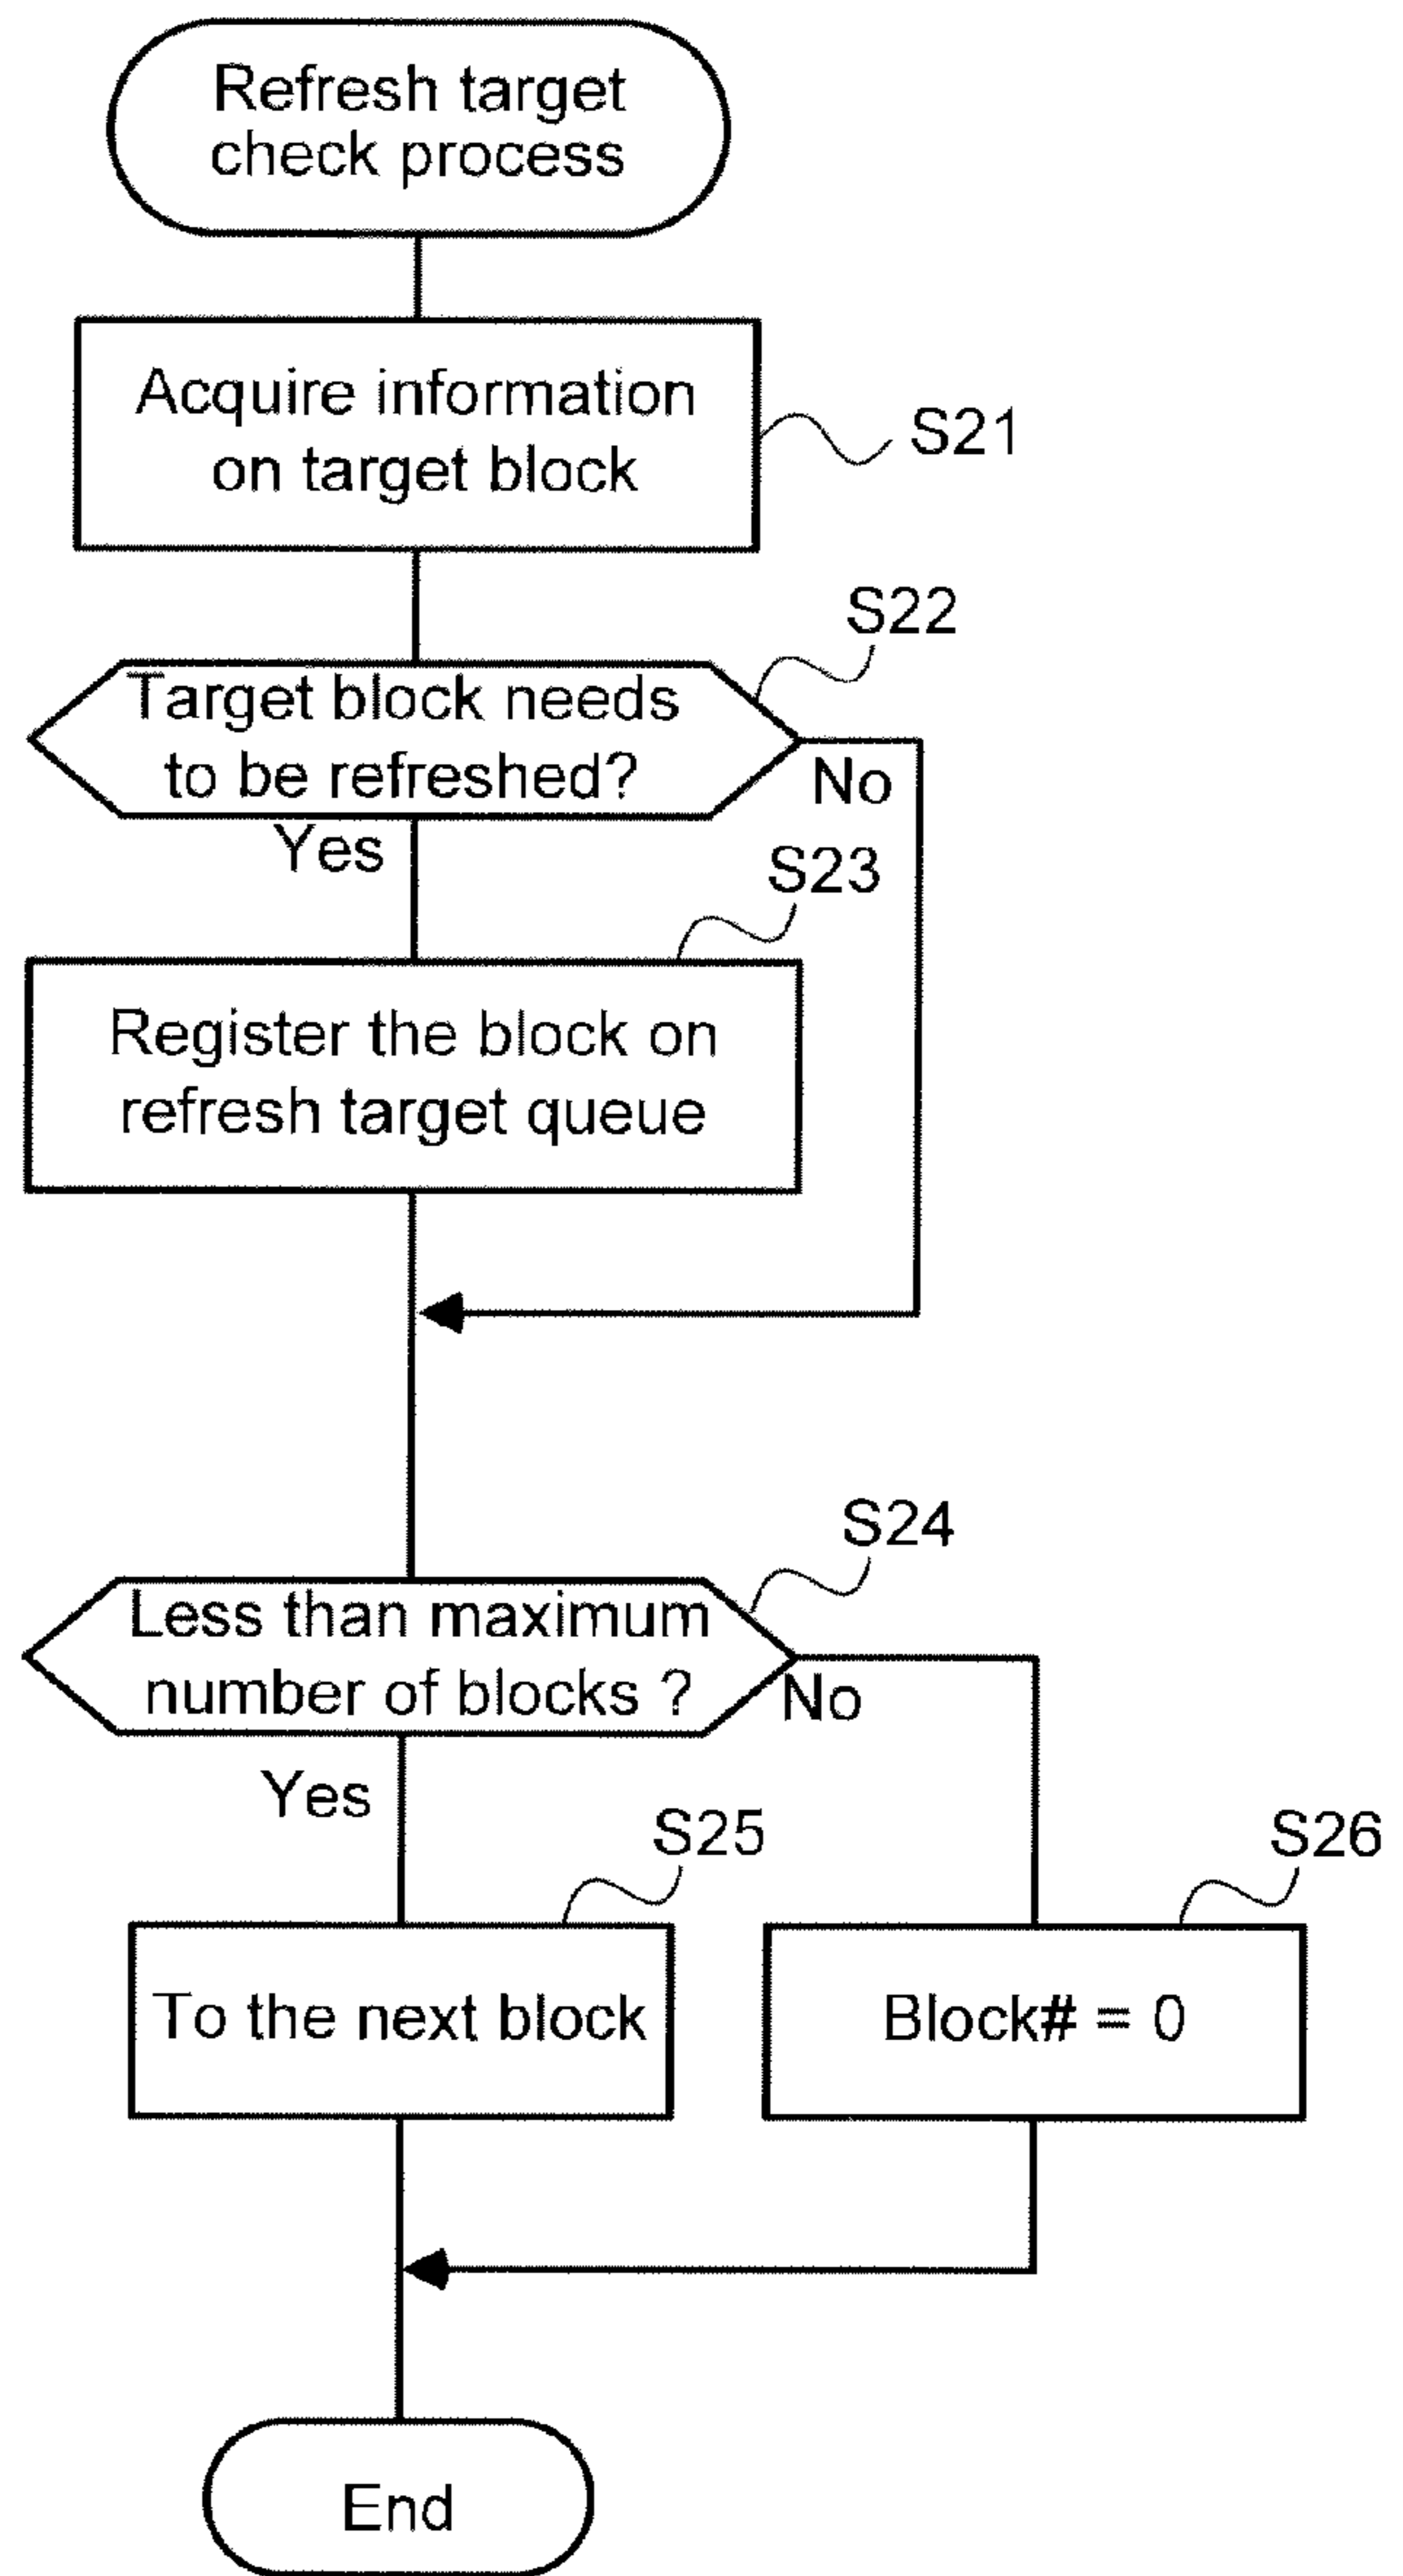 Refresh target
check process
Acquire information
on target block
S21
S22
Target block needs
to be refreshed?
No
Yes
S23
Register the block on
refresh target queue
S24
Less than maximum
number of blocks ?
No
Yes
S25
S26
To the next block
Block# = 0
End